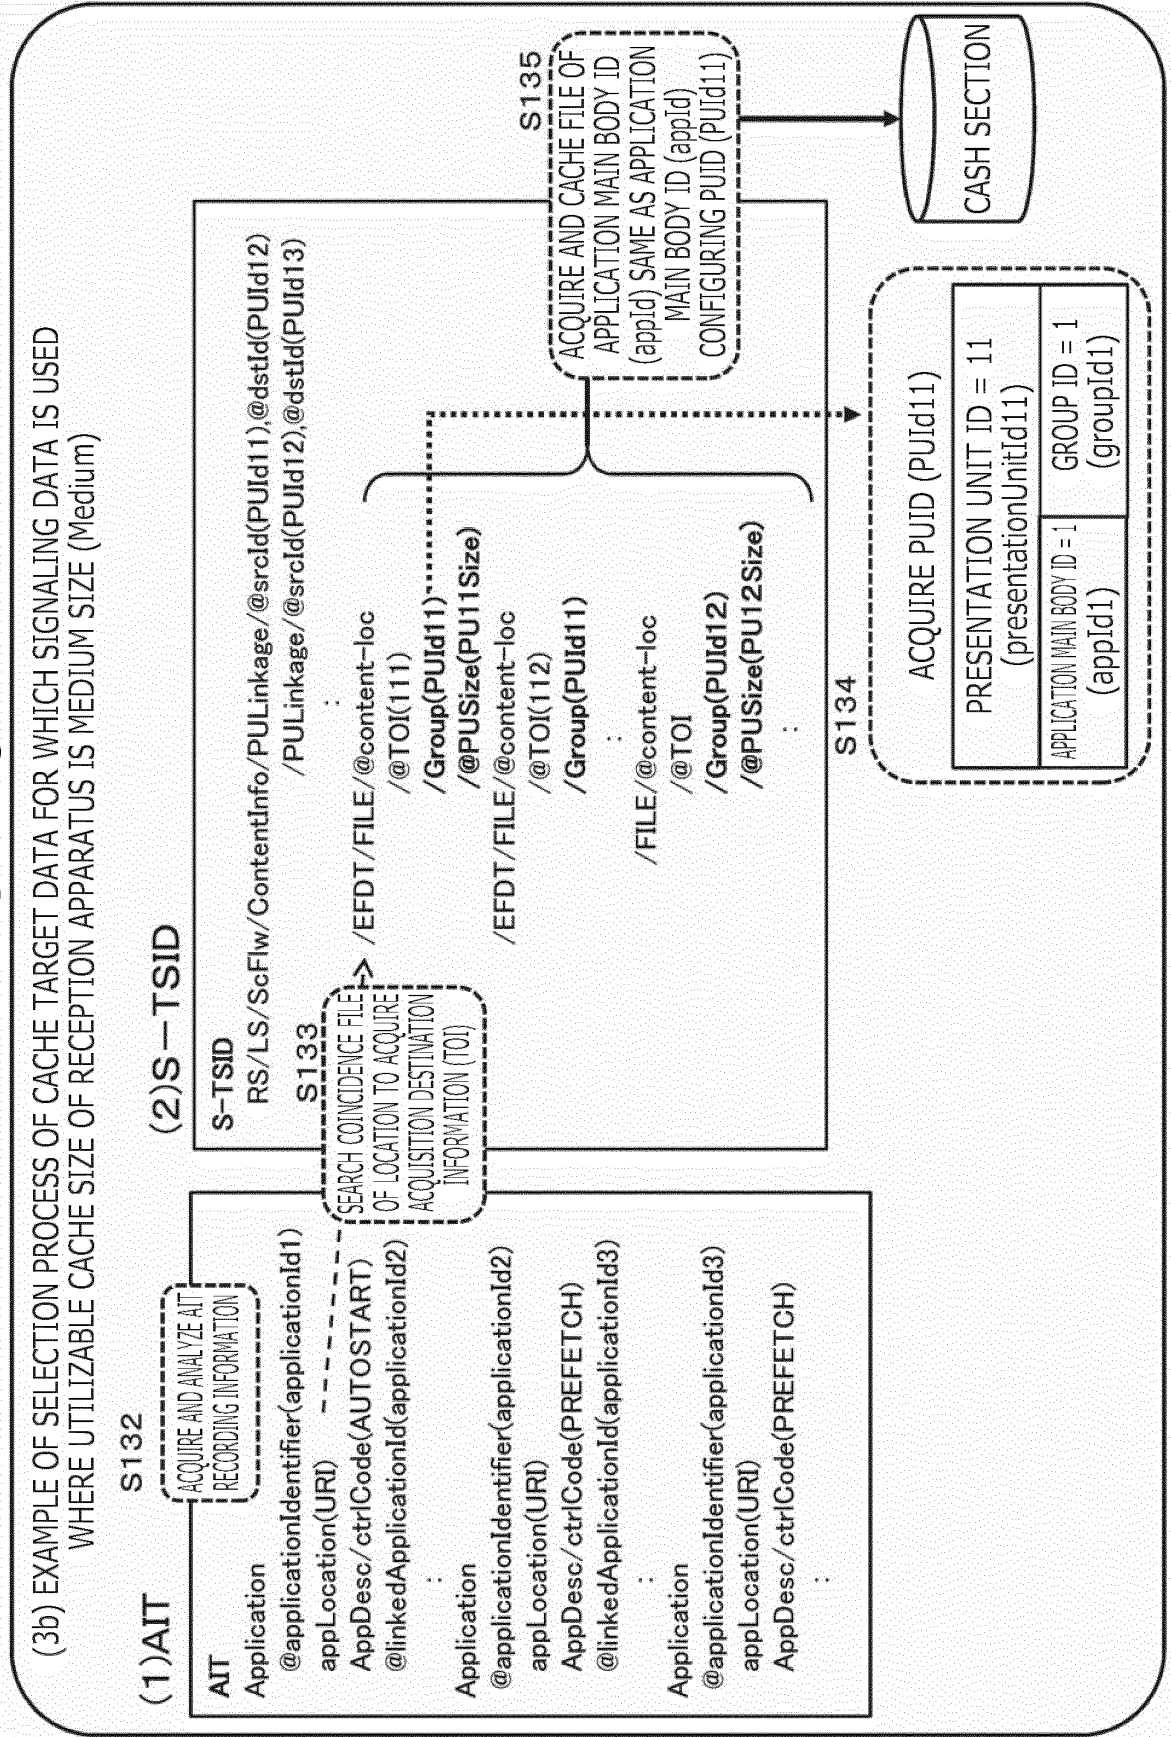 (3b) EXAMPLE OF SELECTION PROCESS OF CACHE TARGET DATA FOR WHICH SIGNALING DATA IS USED
WHERE UTILIZABLE CACHE SIZE OF RECEPTION APPARATUS IS MEDIUM SIZE (Medium)
(1)AIT
S132
ACQUIRE AND ANALYZE AIT
RECORDING INFORMATION
AIT
Application
@applicationIdentifier(applicationId1)
appLocation(URI)
AppDesc/ctrlCode(AUTOSTART)
@linkedApplicationId(applicationId2)
:
Application
@applicationIdentifier(applicationId2)
appLocation(URI)
AppDesc/ctrlCode(PREFETCH)
@linkedApplicationId(applicationId3)
:
Application
@applicationIdentifier(applicationId3)
appLocation(URI)
AppDesc/ctrlCode(PREFETCH)
:
(2)S-TSID
S-TSID
RS/LS/ScFlw/ContentInfo/PULinkage/@srcId(PUId11),@dstId(PUId12)
/PULinkage/@srcId(PUId12),@dstId(PUId13)
:
S133
SEARCH COINCIDENCE FILE
OF LOCATION TO ACQUIRE
ACQUISITION DESTINATION
INFORMATION (TOI)
/EFDT/FILE/@content-loc
/@TOI(111)
/Group(PUId11)
/@PUSize(PU11Size)
/EFDT/FILE/@content-loc
/@TOI(112)
/Group(PUId11)
:
/FILE/@content-loc
/@TOI
/Group(PUId12)
/@PUSize(PU12Size)
:
S134
ACQUIRE PUID (PUId11)
PRESENTATION UNIT ID = 11
(presentationUnitId11)
APPLICATION MAIN BODY ID = 1
(appId1)
GROUP ID = 1
(groupId1)
S135
ACQUIRE AND CACHE FILE OF
APPLICATION MAIN BODY ID
(appId) SAME AS APPLICATION
MAIN BODY ID (appId)
CONFIGURING PUID (PUId11)
CASH SECTION